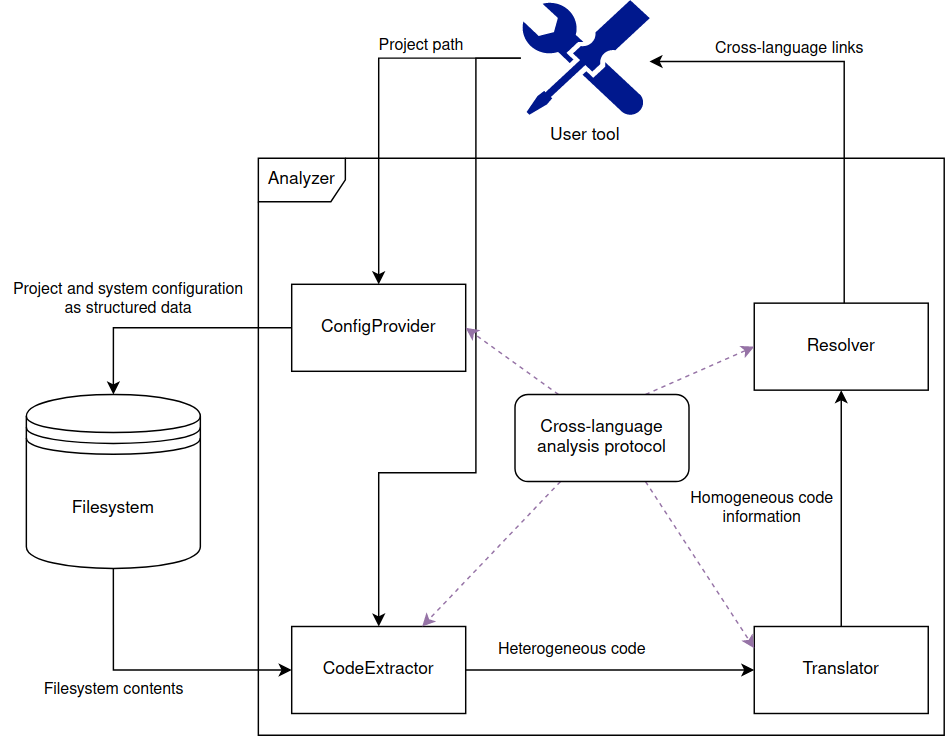 Project path
Cross-language links
User tool
Analyzer
Project and system configuration
as structured data
ConfigProvider
Resolver
Cross-language
analysis protocol
Filesystem
Homogeneous code
information
CodeExtractor
Heterogeneous code
Translator
Filesystem contents